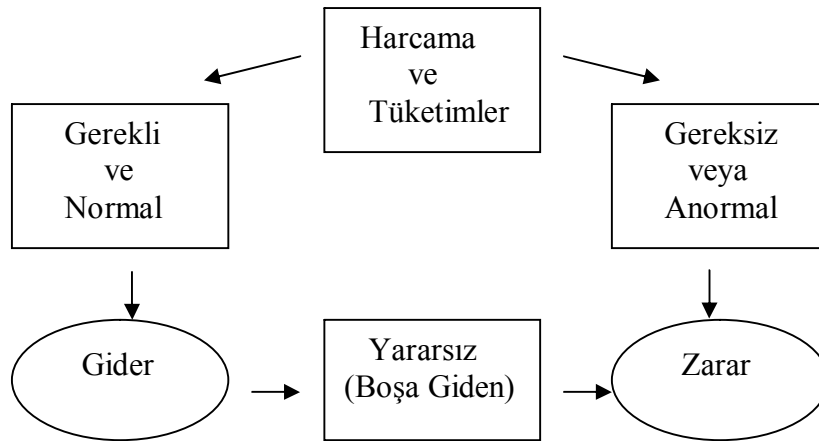 Harcama
ve
Tüketimler
Gerekli
ve
Normal
Gereksiz
veya
Anormal
Gider
Yararsız
(Boşa Giden)
Zarar